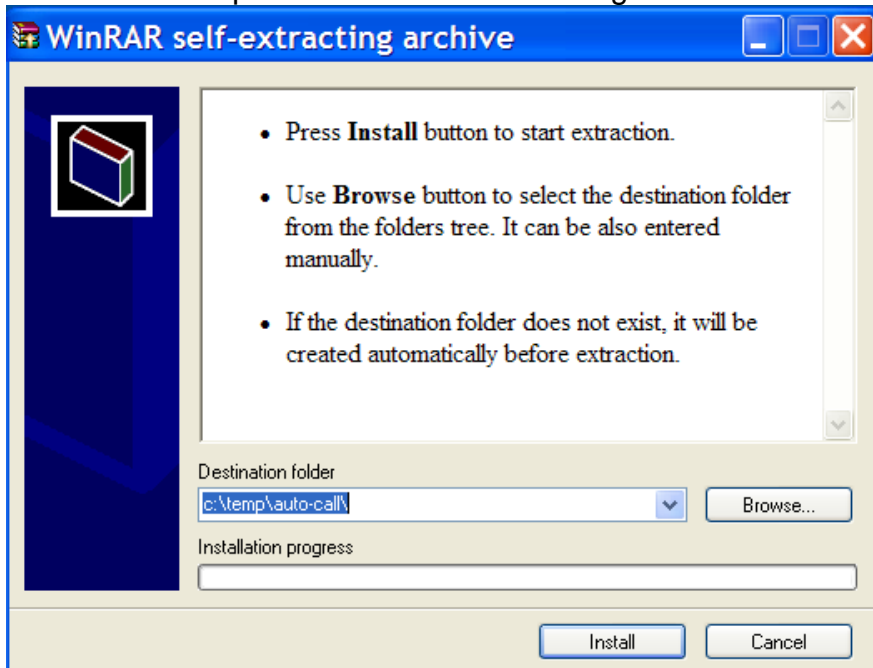 WinRAR self-extracting archive
• Press Install button to start extraction.
• Use Browse button to select the destination folder
from the folders tree. It can be also entered
manually.
• If the destination folder does not exist, it will be
created automatically before extraction.
Destination folder
c:\temp\auto-call\
Browse...
Installation progress
Install
Cancel